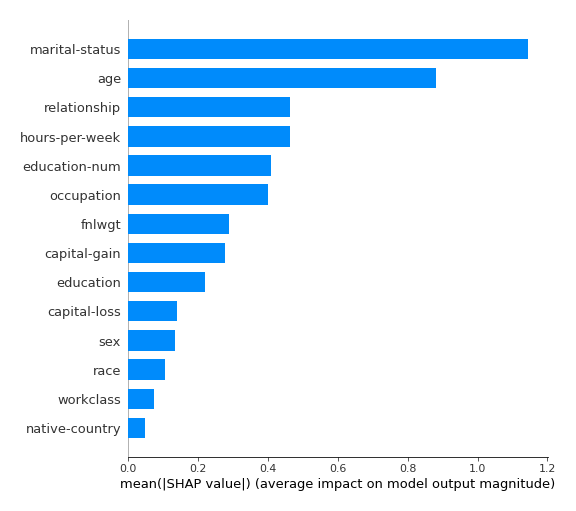 marital-status
age
relationship
hours-per-week
education-num
occupation
fnlwgt
capital-gain
education
capital-loss
sex
race
workclass
native-country
0.0 0.2 0.4 0.6 0.8 1.0 1.2
mean(|SHAP value|) (average impact on model output magnitude)